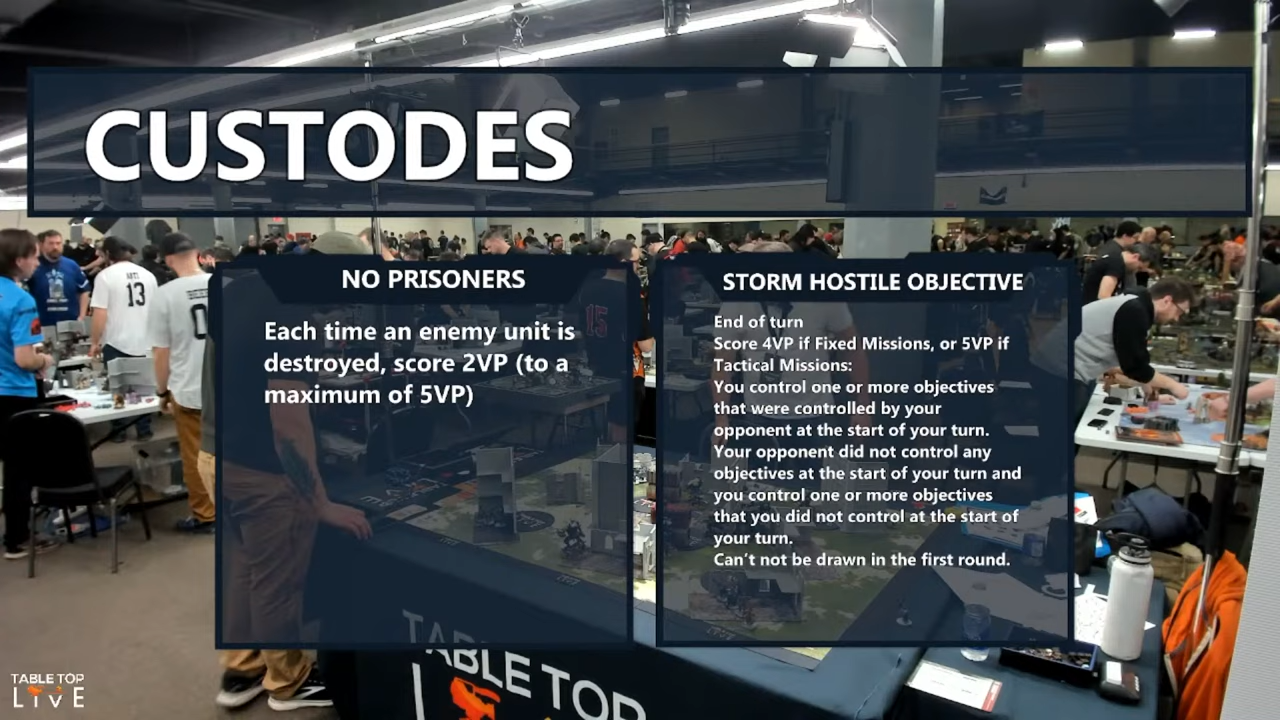 CUSTODES
NO PRISONERS
Each time an enemy unit is
destroyed, score 2VP (to a
maximum of 5VP)
STORM HOSTILE OBJECTIVE
End of turn
Score 4VP if Fixed Missions, or 5VP if
Tactical Missions:
You control one or more objectives
that were controlled by your
opponent at the start of your turn.
Your opponent did not control any
objectives at the start of your turn and
you control one or more objectives
that you did not control at the start of
your turn.
Can't not be drawn in the first round.
13
15
TABLE TOP
TABLE TOP
LIVE